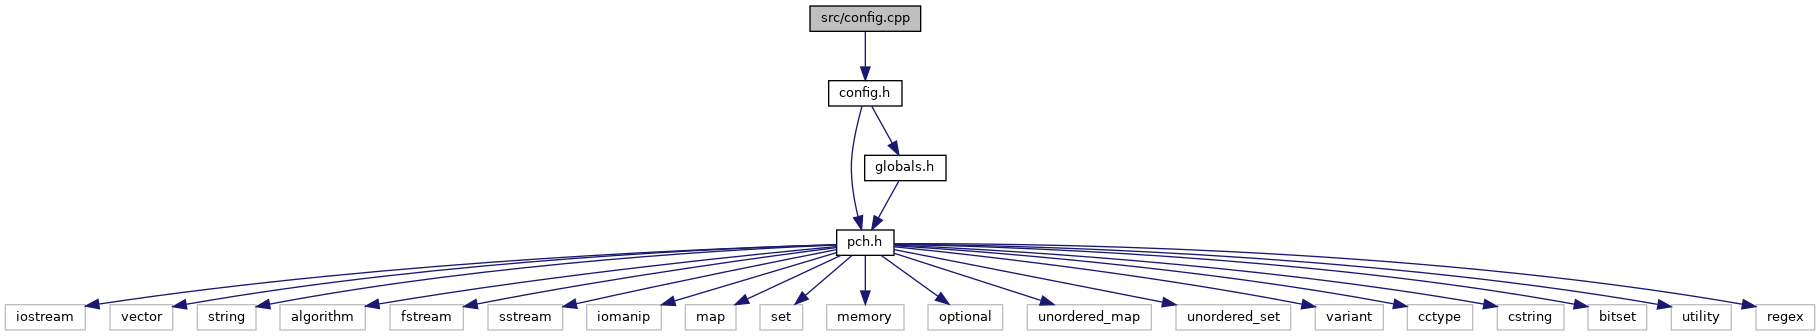 src/config.cpp
config.h
globals.h
pch.h
iostream
vector
string
algorithm
fstream
sstream
iomanip
map
set
memory
optional
unordered_map
unordered_set
variant
cctype
cstring
bitset
utility
regex